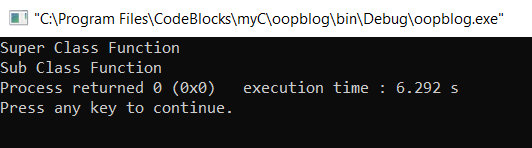 "C:\Program Files\CodeBlocks\myC\oopblog\bin\Debug\oopblog.exe"
Super Class Function
Sub Class Function
Process returned 0 (0x0)   execution time : 6.292 s
Press any key to continue.